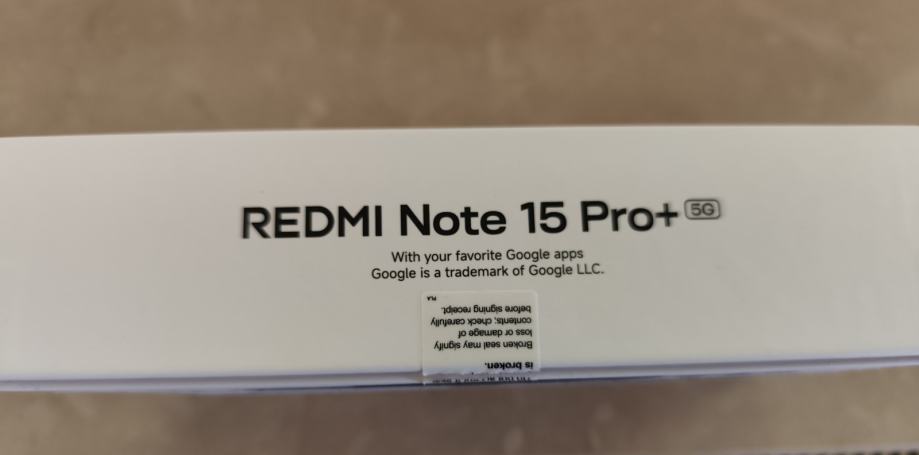 REDMI Note 15 Pro+ 5G
With your favorite Google apps
Google is a trademark of Google LLC.
is broken.
Broken seal may signify
loss or damage of
contents, check carefully
before signing receipt.
PLA